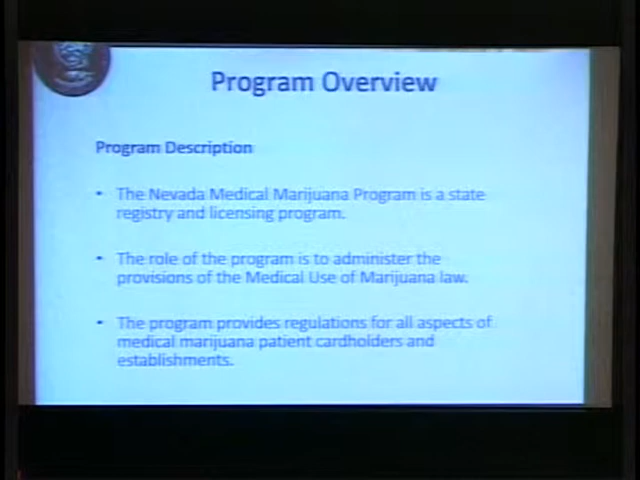 Program Overview
Program Description
• The Nevada Medical Marijuana Program is a state
registry and licensing program.
• The role of the program is to administer the
provisions of the Medical Use of Marijuana law.
• The program provides regulations for all aspects of
medical marijuana patient cardholders and
establishments.